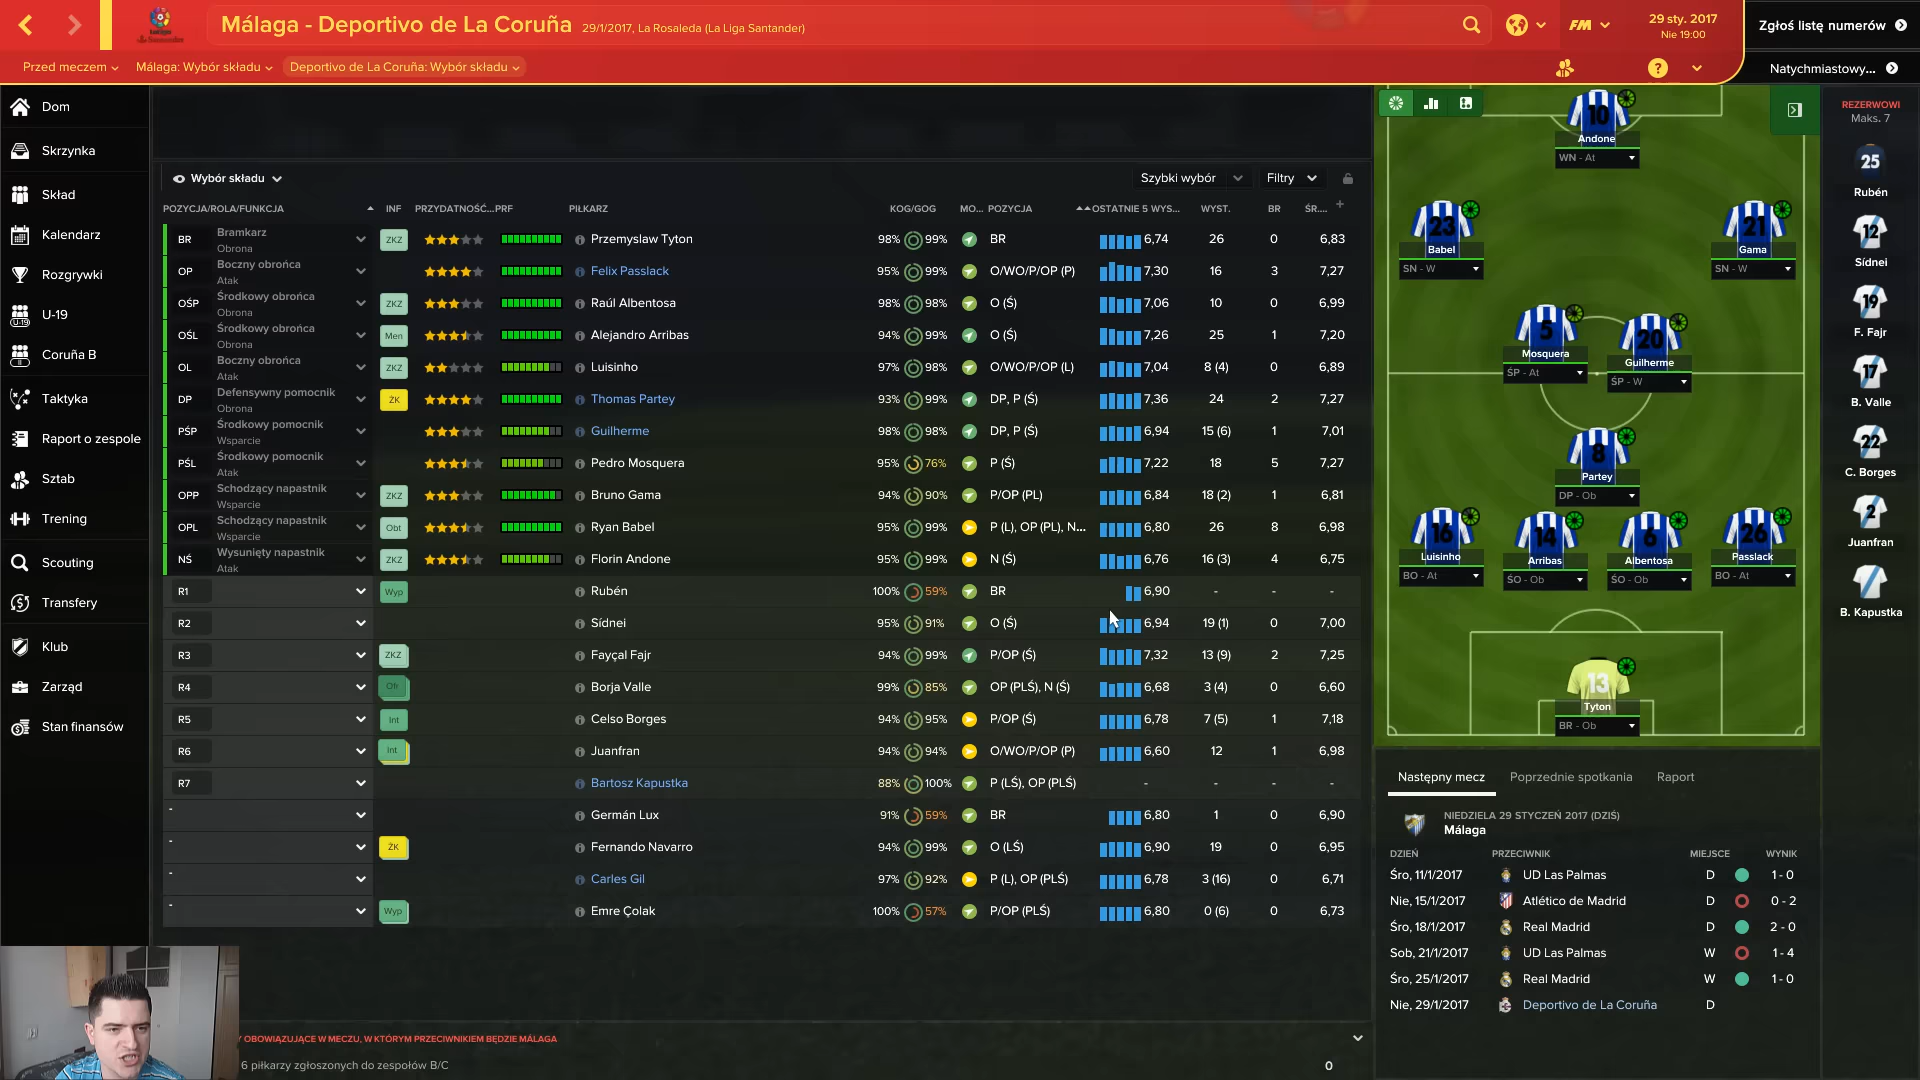 Málaga - Deportivo de La Coruña 29/1/2017, La Rosaleda (La Liga Santander)
FM
29 sty. 2017
Nie 19:00
Zgłoś listę numerów
Przed meczem
Málaga: Wybór składu
Deportivo de La Coruña: Wybór składu
?
Natychmiastowy...
Dom
Skrzynka
Skład
Kalendarz
Rozgrywki
U-19
Coruña B
Taktyka
Raport o zespole
Sztab
Trening
Scouting
Transfery
Klub
Zarząd
Stan finansów
Wybór składu
Szybki wybór
Filtry
POZYCJA/ROLA/FUNKCJA INF PRZYDATNOŚĆ... PRF PIŁKARZ KOG/GOG MO... POZYCJA OSTATNIE 5 WYS... WYST. BR ŚR....
BR Bramkarz Obrona ZKZ Przemyslaw Tyton 98% 99% BR 6,74 26 0 6,83
OP Boczny obrońca Atak Felix Passlack 95% 99% O/WO/P/OP (P) 7,30 16 3 7,27
OŚP Środkowy obrońca Obrona ZKZ Raúl Albentosa 98% 98% O (Ś) 7,06 10 0 6,99
OŚL Środkowy obrońca Obrona Men Alejandro Arribas 94% 99% O (Ś) 7,26 25 1 7,20
OL Boczny obrońca Atak ZKZ Luisinho 97% 98% O/WO/P/OP (L) 7,04 8 (4) 0 6,89
DP Defensywny pomocnik Obrona ŻK Thomas Partey 93% 99% DP, P (Ś) 7,36 24 2 7,27
PŚP Środkowy pomocnik Wsparcie Guilherme 98% 98% DP, P (Ś) 6,94 15 (6) 1 7,01
PŚL Środkowy pomocnik Atak Pedro Mosquera 95% 76% P (Ś) 7,22 18 5 7,27
OPP Schodzący napastnik Wsparcie ZKZ Bruno Gama 94% 90% P/OP (PL) 6,84 18 (2) 1 6,81
OPL Schodzący napastnik Wsparcie Obt Ryan Babel 95% 99% P (L), OP (PL), N... 6,80 26 8 6,98
NŚ Wysunięty napastnik Atak ZKZ Florin Andone 95% 99% N (Ś) 6,76 16 (3) 4 6,75
R1 Wyp Rubén 100% 59% BR 6,90 - - -
R2 Sídnei 95% 91% O (Ś) 6,94 19 (1) 0 7,00
R3 ZKZ Fayçal Fajr 94% 99% P/OP (Ś) 7,32 13 (9) 2 7,25
R4 Borja Valle 99% 85% OP (PLŚ), N (Ś) 6,68 3 (4) 0 6,60
R5 Int Celso Borges 94% 95% P/OP (Ś) 6,78 7 (5) 1 7,18
R6 Int Juanfran 94% 94% O/WO/P/OP (P) 6,60 12 1 6,98
R7 Bartosz Kapustka 88% 100% P (LŚ), OP (PLŚ) - - - -
- Germán Lux 91% 59% BR 6,80 1 0 6,90
- ŻK Fernando Navarro 94% 99% O (LŚ) 6,90 19 0 6,95
- Carles Gil 97% 92% P (L), OP (PLŚ) 6,78 3 (16) 0 6,71
- Wyp Emre Çolak 100% 57% P/OP (PLŚ) 6,80 0 (6) 0 6,73
OBOWIĄZUJĄCE W MECZU, W KTÓRYM PRZECIWNIKIEM BĘDZIE MÁLAGA
6 piłkarzy zgłoszonych do zespołów B/C 0
10
Andone
WN - At
23
Babel
SN - W
21
Gama
SN - W
5
Mosquera
ŚP - At
20
Guilherme
ŚP - W
8
Partey
DP - Ob
16
Luisinho
BO - At
14
Arribas
ŚO - Ob
6
Albentosa
ŚO - Ob
26
Passlack
BO - At
13
Tyton
BR - Ob
REZERWOWI
Maks. 7
25
Rubén
12
Sídnei
19
F. Fajr
17
B. Valle
22
C. Borges
2
Juanfran
B. Kapustka
Następny mecz Poprzednie spotkania Raport
NIEDZIELA 29 STYCZEŃ 2017 (DZIŚ)
Málaga
DZIEŃ PRZECIWNIK MIEJSCE WYNIK
Śro, 11/1/2017 UD Las Palmas D 1 - 0
Nie, 15/1/2017 Atlético de Madrid D 0 - 2
Śro, 18/1/2017 Real Madrid D 2 - 0
Sob, 21/1/2017 UD Las Palmas W 1 - 4
Śro, 25/1/2017 Real Madrid W 1 - 0
Nie, 29/1/2017 Deportivo de La Coruña D